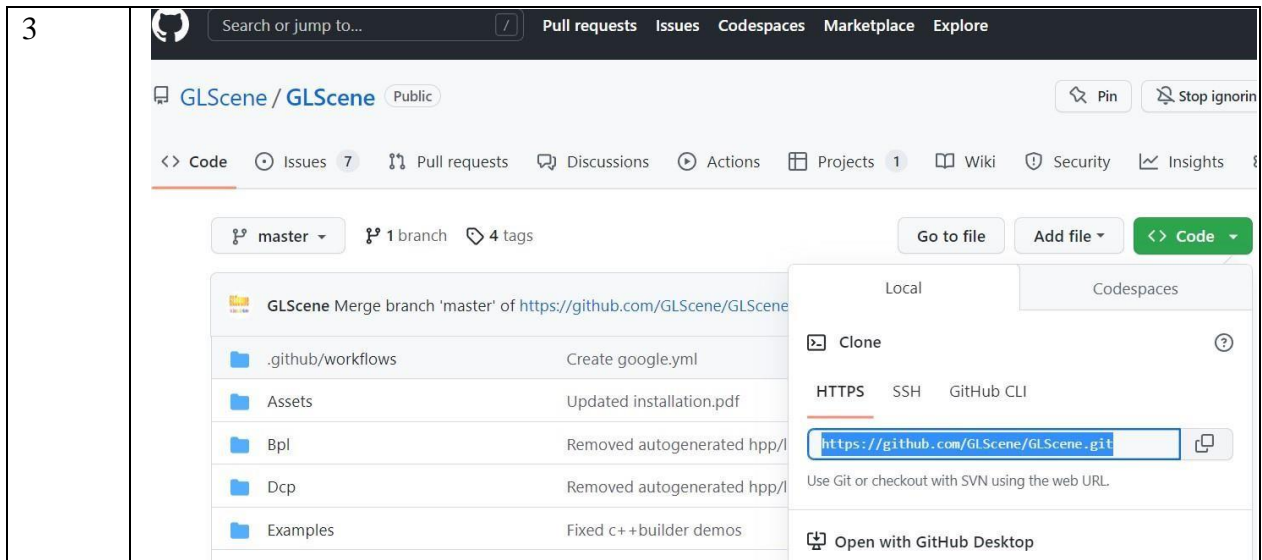 3
Search or jump to... / Pull requests Issues Codespaces Marketplace Explore
GLScene / GLScene Public Pin Stop ignorin
<> Code Issues 7 Pull requests Discussions Actions Projects 1 Wiki Security Insights
master 1 branch 4 tags Go to file Add file <> Code
GLScene Merge branch 'master' of https://github.com/GLScene/GLScene
.github/workflows Create google.yml
Assets Updated installation.pdf
Bpl Removed autogenerated hpp/l
Dcp Removed autogenerated hpp/l
Examples Fixed c++builder demos
Local Codespaces
Clone
HTTPS SSH GitHub CLI
https://github.com/GLScene/GLScene.git
Use Git or checkout with SVN using the web URL.
Open with GitHub Desktop